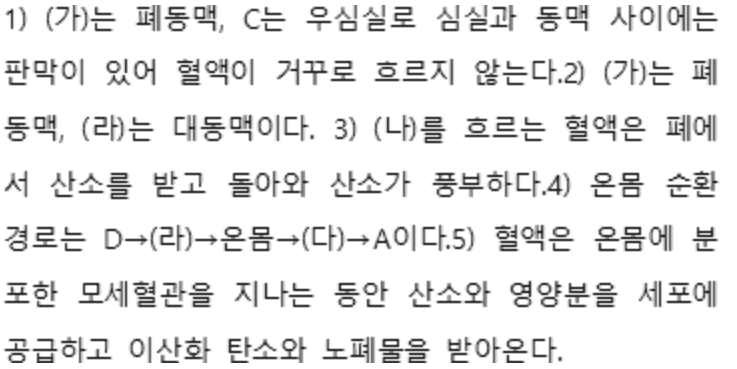 1) (가)는 폐동맥, C는 우심실로 심실과 동맥 사이에는
판막이 있어 혈액이 거꾸로 흐르지 않는다.2) (가)는 폐
동맥, (라)는 대동맥이다. 3) (나)를 흐르는 혈액은 폐에
서 산소를 받고 돌아와 산소가 풍부하다.4) 온몸 순환
경로는 D→(라)→온몸→(다)→A이다.5) 혈액은 온몸에 분
포한 모세혈관을 지나는 동안 산소와 영양분을 세포에
공급하고 이산화 탄소와 노폐물을 받아온다.